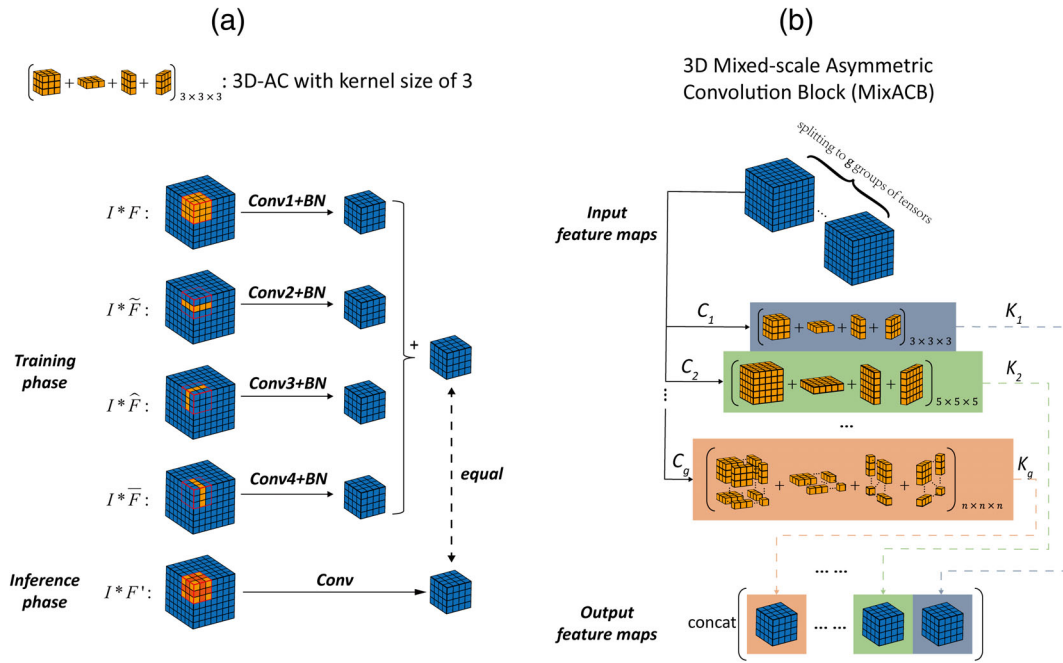 (a)
( + + + ) 3 × 3 × 3 : 3D-AC with kernel size of 3
I * F :
Conv1+BN
I * F̃ :
Conv2+BN
Training
phase
+
I * F̂ :
Conv3+BN
equal
I * F̅ :
Conv4+BN
Inference
phase
I * F' :
Conv
(b)
3D Mixed-scale Asymmetric
Convolution Block (MixACB)
splitting to g groups of tensors
...
Input
feature maps
C1
( + + + ) 3 × 3 × 3
K1
C2
( + + + ) 5 × 5 × 5
K2
...
...
Cg
( + + + ) n × n × n
Kg
... ...
Output
feature maps
concat ( ... ... )